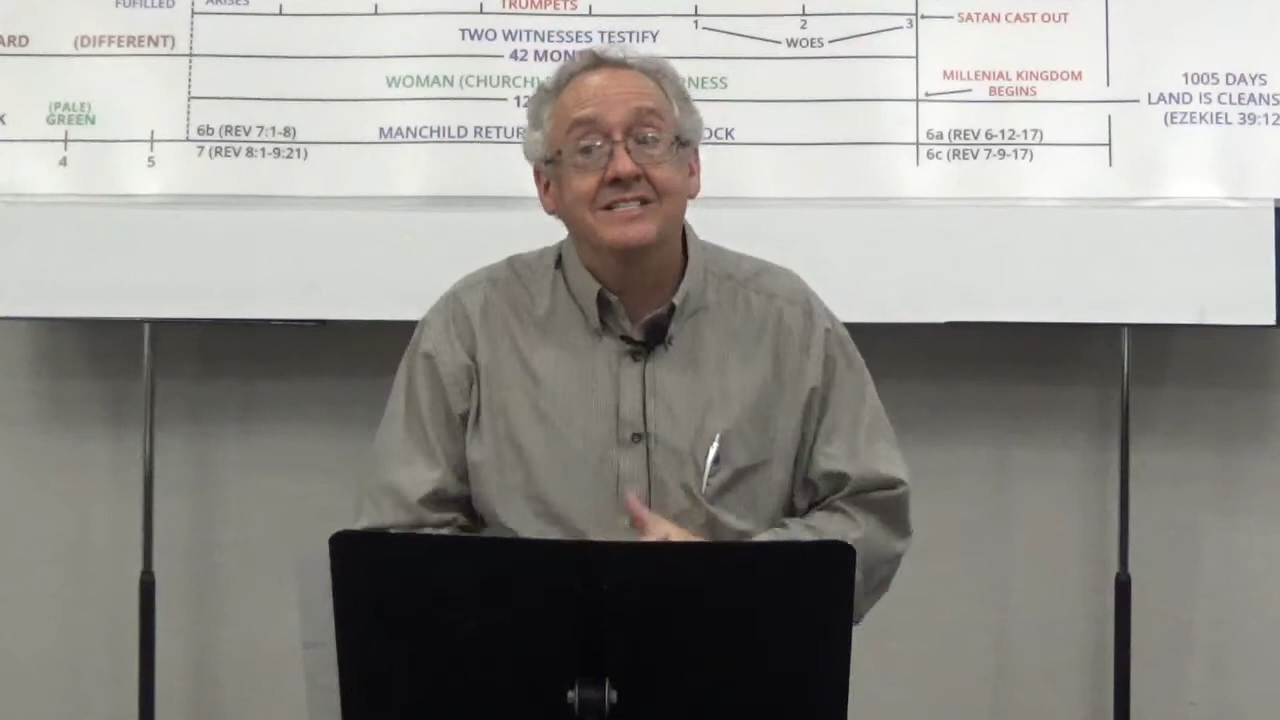 FUFILLED
ARISES
TRUMPETS
1
2
3
SATAN CAST OUT
ARD
(DIFFERENT)
TWO WITNESSES TESTIFY
WOES
42 MON
WOMAN (CHURCH)
RNESS
MILLENIAL KINGDOM
BEGINS
1005 DAYS
LAND IS CLEANS
(EZEKIEL 39:12
12
K
(PALE)
GREEN
6b (REV 7:1-8)
MANCHILD RETUR
OCK
6a (REV 6-12-17)
4
5
7 (REV 8:1-9:21)
6c (REV 7-9-17)